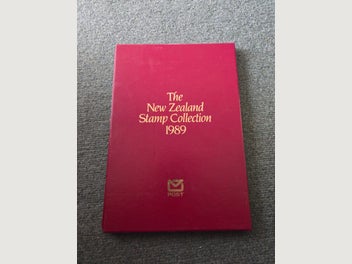 The
New Zealand
Stamp Collection
1989
POST